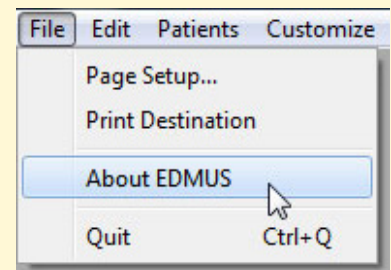 File Edit Patients Customize
Page Setup...
Print Destination
About EDMUS
Quit Ctrl+Q